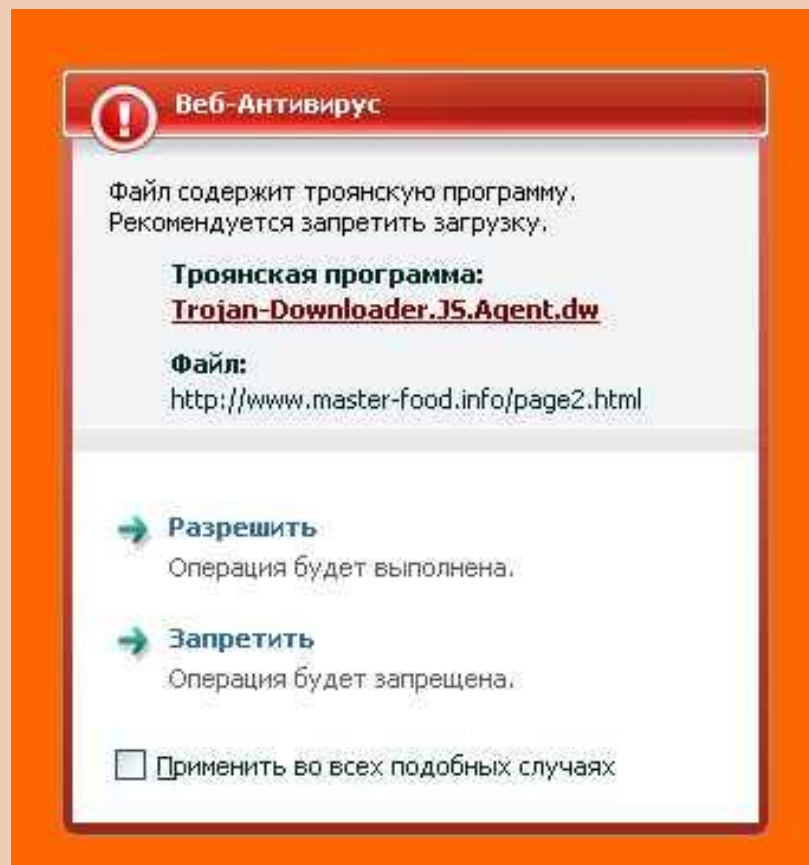 Веб-Антивирус
Файл содержит троянскую программу.
Рекомендуется запретить загрузку.
Троянская программа:
Trojan-Downloader.JS.Agent.dw
Файл:
http://www.master-food.info/page2.html
Разрешить
Операция будет выполнена.
Запретить
Операция будет запрещена.
Применить во всех подобных случаях